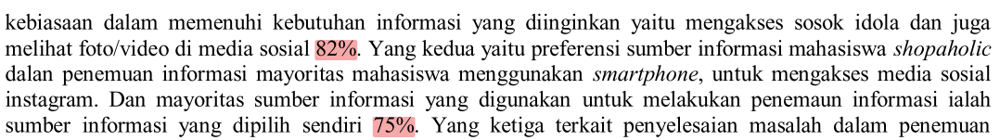 kebiasaan dalam memenuhi kebutuhan informasi yang diinginkan yaitu mengakses sosok idola dan juga
melihat foto/video di media sosial 82%. Yang kedua yaitu preferensi sumber informasi mahasiswa shopaholic
dalan penemuan informasi mayoritas mahasiswa menggunakan smartphone, untuk mengakses media sosial
instagram. Dan mayoritas sumber informasi yang digunakan untuk melakukan penemaun informasi ialah
sumber informasi yang dipilih sendiri 75%. Yang ketiga terkait penyelesaian masalah dalam penemuan